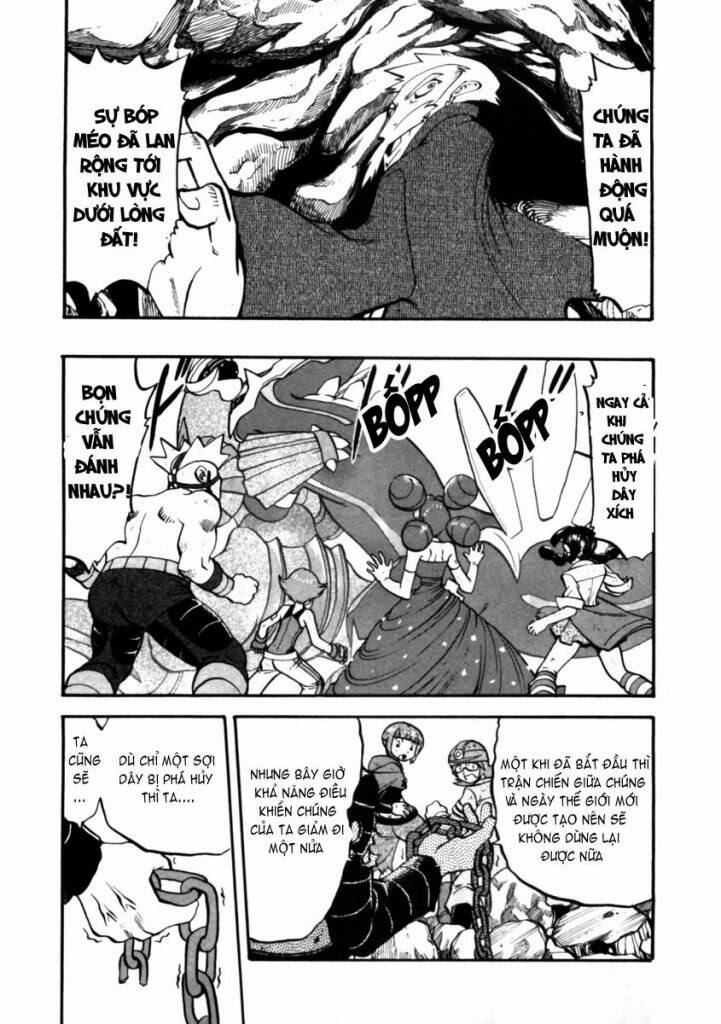 CHÚNG
TA ĐÃ
HÀNH
ĐỘNG
QUÁ
MUỘN!
SỰ BÓP
MÉO ĐÃ LAN
RỘNG TỚI
KHU VỰC
DƯỚI LÒNG
ĐẤT!
NGAY CẢ
KHI
CHÚNG
TA PHÁ
HỦY
DÂY
XÍCH
BỐPP
BỐPP
BỌN
CHÚNG
VẪN
ĐÁNH
NHAU?!
MỘT KHI ĐÃ BẮT ĐẦU THÌ
TRẬN CHIẾN GIỮA CHÚNG
VÀ NGÀY THẾ GIỚI MỚI
ĐƯỢC TẠO NÊN SẼ
KHÔNG DỪNG LẠI
ĐƯỢC NỮA
NHƯNG BÂY GIỜ
KHẢ NĂNG ĐIỀU
KHIỂN CHÚNG
CỦA TA GIẢM ĐI
MỘT NỬA
DÙ CHỈ MỘT SỢI
DÂY BỊ PHÁ HỦY
THÌ TA....
TA
CŨNG
SẼ
...